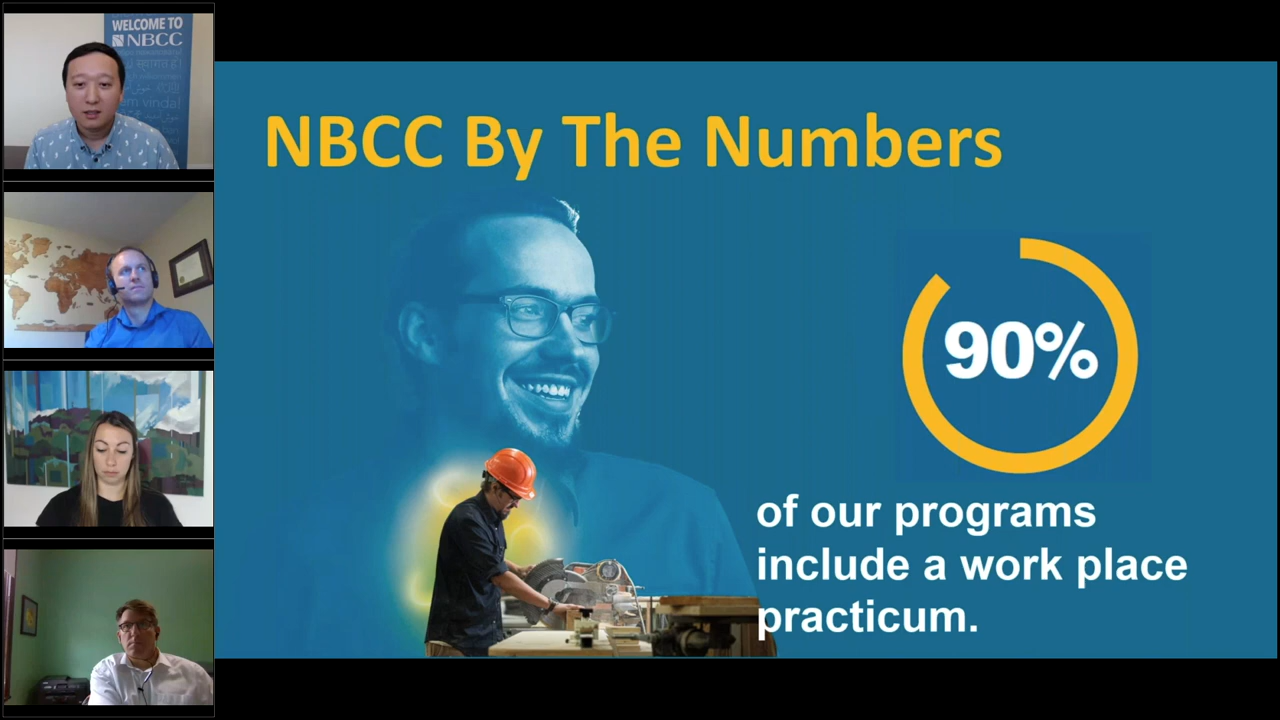 WELCOME TO
NBCC
NBCC By The Numbers
90%
of our programs
include a work place
practicum.